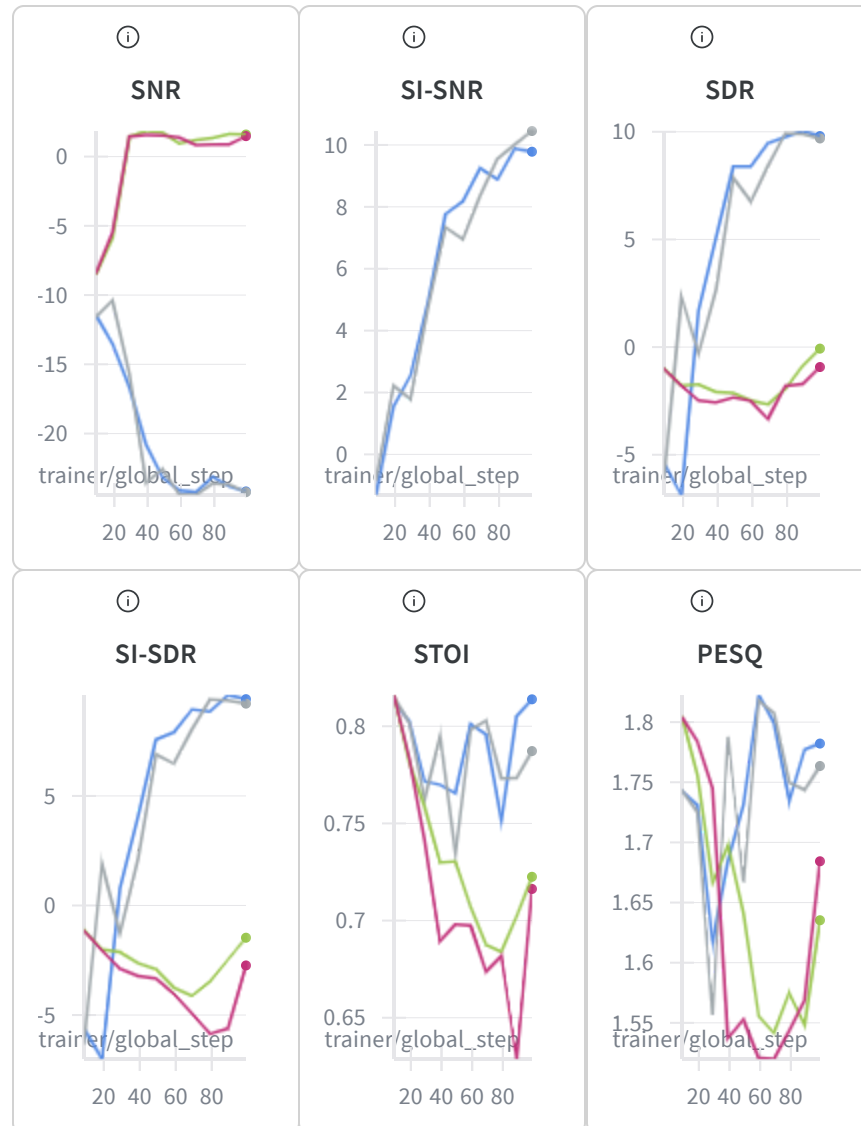 SNR
0
-5
-10
-15
-20
trainer/global_step
20 40 60 80
SI-SNR
10
8
6
4
2
0
trainer/global_step
20 40 60 80
SDR
10
5
0
-5
trainer/global_step
20 40 60 80
SI-SDR
5
0
-5
trainer/global_step
20 40 60 80
STOI
0.8
0.75
0.7
0.65
trainer/global_step
20 40 60 80
PESQ
1.8
1.75
1.7
1.65
1.6
1.55
trainer/global_step
20 40 60 80